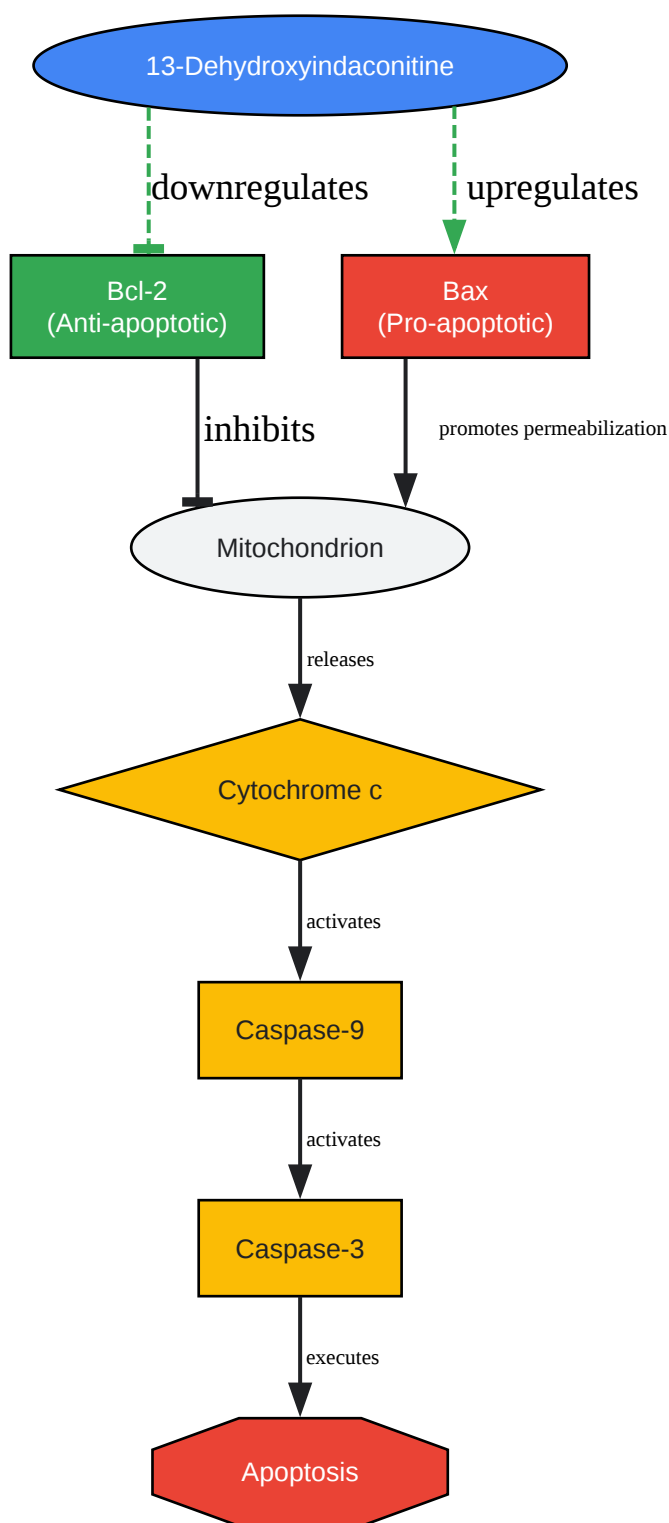 13-Dehydroxyindaconitine
downregulates
upregulates
Bcl-2
(Anti-apoptotic)
Bax
(Pro-apoptotic)
inhibits
promotes permeabilization
Mitochondrion
releases
Cytochrome c
activates
Caspase-9
activates
Caspase-3
executes
Apoptosis